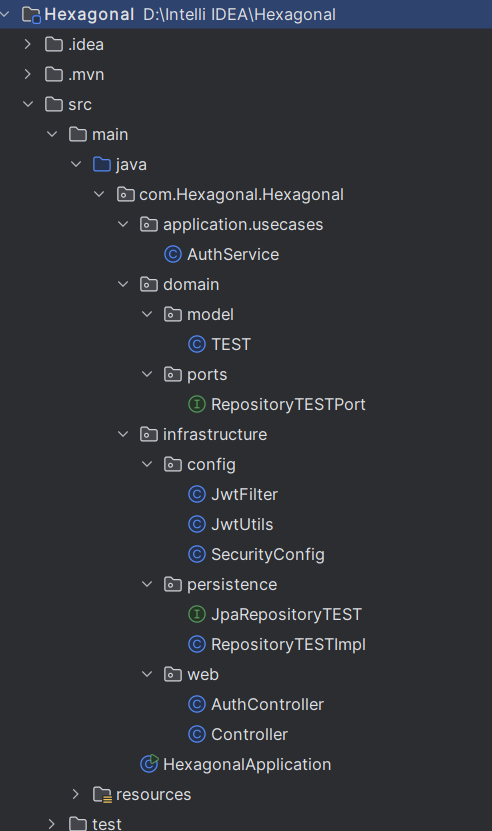 Hexagonal D:\Intelli IDEA\Hexagonal
.idea
.mvn
src
main
java
com.Hexagonal.Hexagonal
application.usecases
C AuthService
domain
model
C TEST
ports
I RepositoryTESTPort
infrastructure
config
C JwtFilter
C JwtUtils
C SecurityConfig
persistence
I JpaRepositoryTEST
C RepositoryTESTImpl
web
C AuthController
C Controller
C HexagonalApplication
resources
test